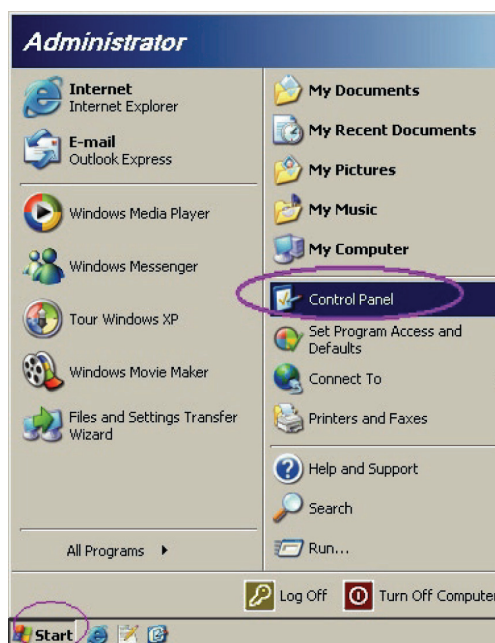 Administrator
Internet
Internet Explorer
E-mail
Outlook Express
Windows Media Player
Windows Messenger
Tour Windows XP
Windows Movie Maker
Files and Settings Transfer
Wizard
All Programs
My Documents
My Recent Documents
My Pictures
My Music
My Computer
Control Panel
Set Program Access and
Defaults
Connect To
Printers and Faxes
Help and Support
Search
Run...
Log Off
Turn Off Computer
Start